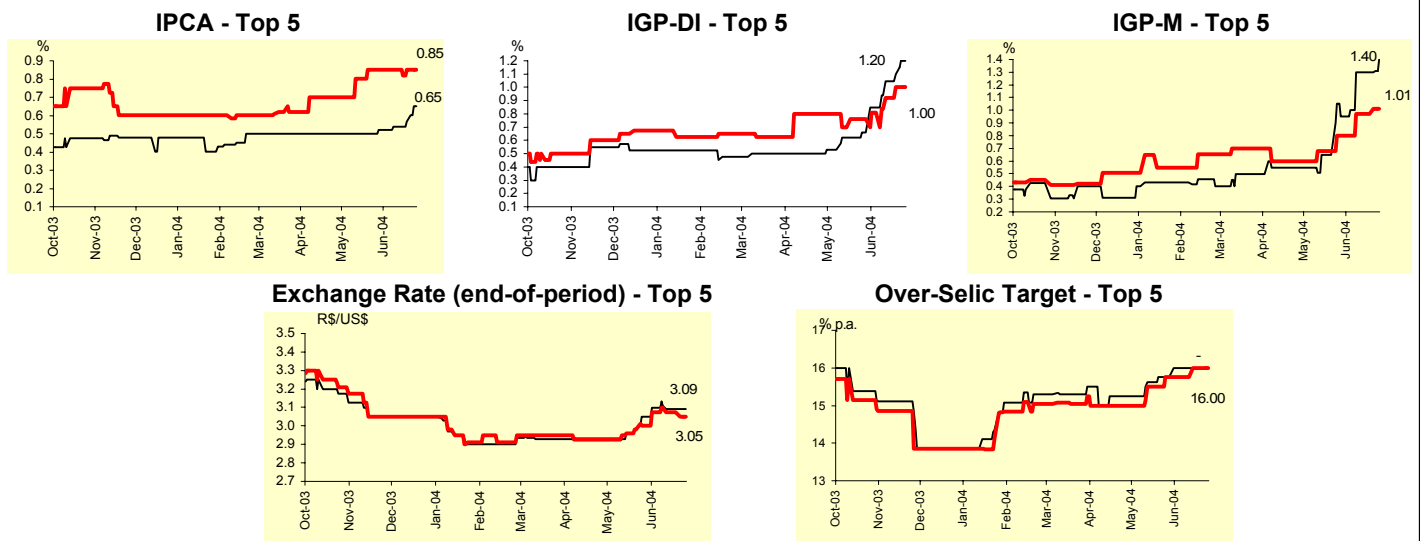 IPCA - Top 5
%
0.9
0.8
0.7
0.6
0.5
0.4
0.3
0.2
0.1
0.85
0.65
Oct-03
Nov-03
Dec-03
Jan-04
Feb-04
Mar-04
Apr-04
May-04
Jun-04
IGP-DI - Top 5
%
1.2
1.1
1.0
0.9
0.8
0.7
0.6
0.5
0.4
0.3
0.2
0.1
1.20
1.00
Oct-03
Nov-03
Dec-03
Jan-04
Feb-04
Mar-04
Apr-04
May-04
Jun-04
IGP-M - Top 5
%
1.4
1.3
1.2
1.1
1.0
0.9
0.8
0.7
0.6
0.5
0.4
0.3
0.2
1.40
1.01
Oct-03
Nov-03
Dec-03
Jan-04
Feb-04
Mar-04
Apr-04
May-04
Jun-04
Exchange Rate (end-of-period) - Top 5
R$/US$
3.5
3.4
3.3
3.2
3.1
3.0
2.9
2.8
2.7
3.09
3.05
Oct-03
Nov-03
Dec-03
Jan-04
Feb-04
Mar-04
Apr-04
May-04
Jun-04
Over-Selic Target - Top 5
% p.a.
17
16
15
14
13
-
16.00
Oct-03
Nov-03
Dec-03
Jan-04
Feb-04
Mar-04
Apr-04
May-04
Jun-04